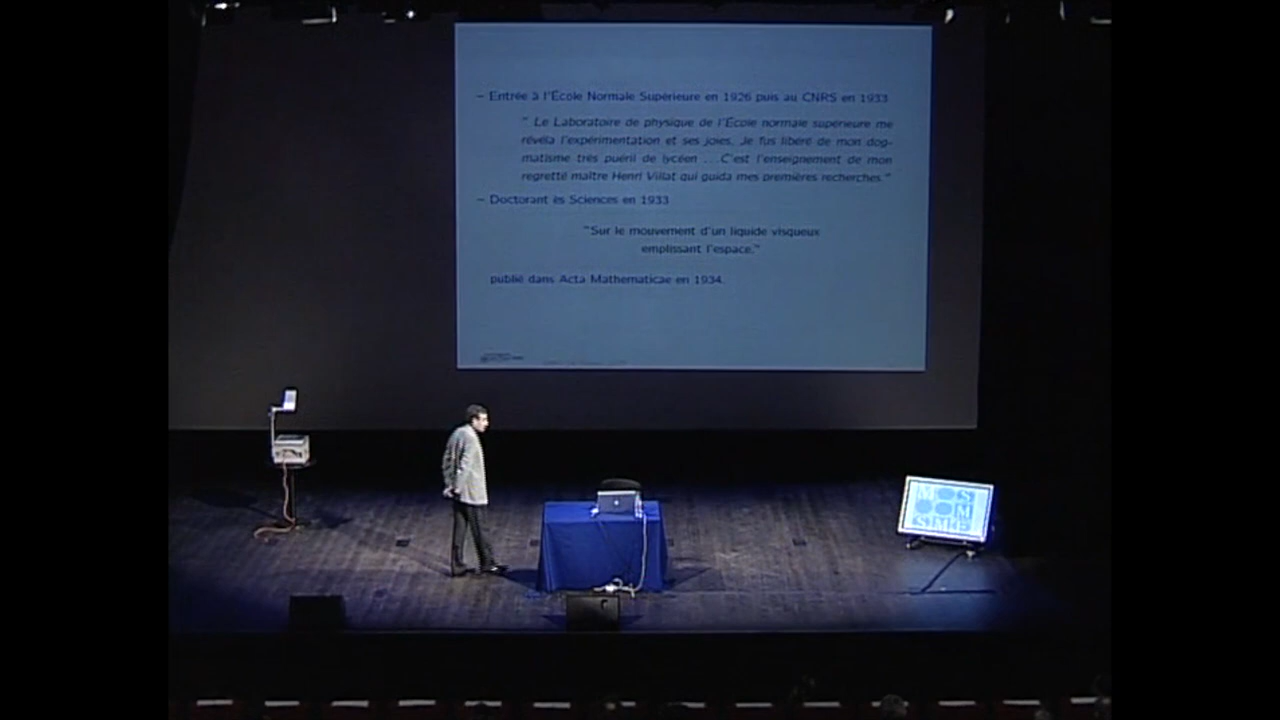 – Entrée à l'École Normale Supérieure en 1926 puis au CNRS en 1933
" Le Laboratoire de physique de l'École normale supérieure me
révéla l'expérimentation et ses joies. Je fus libéré de mon dog-
matisme très puéril de lycéen ...C'est l'enseignement de mon
regretté maître Henri Villat qui guida mes premières recherches."
– Doctorant ès Sciences en 1933
"Sur le mouvement d'un liquide visqueux
emplissant l'espace."
publié dans Acta Mathematicae en 1934.